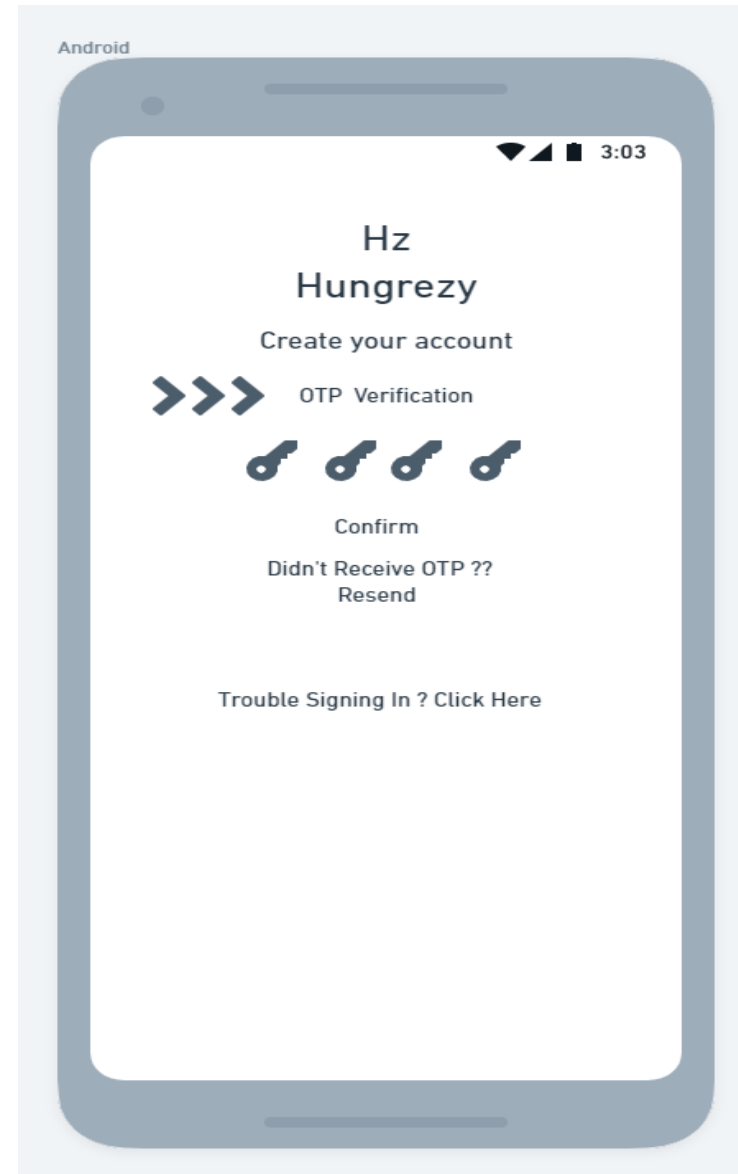 Android
3:03
Hz
Hungrezy
Create your account
OTP Verification
Confirm
Didn't Receive OTP ??
Resend
Trouble Signing In ? Click Here